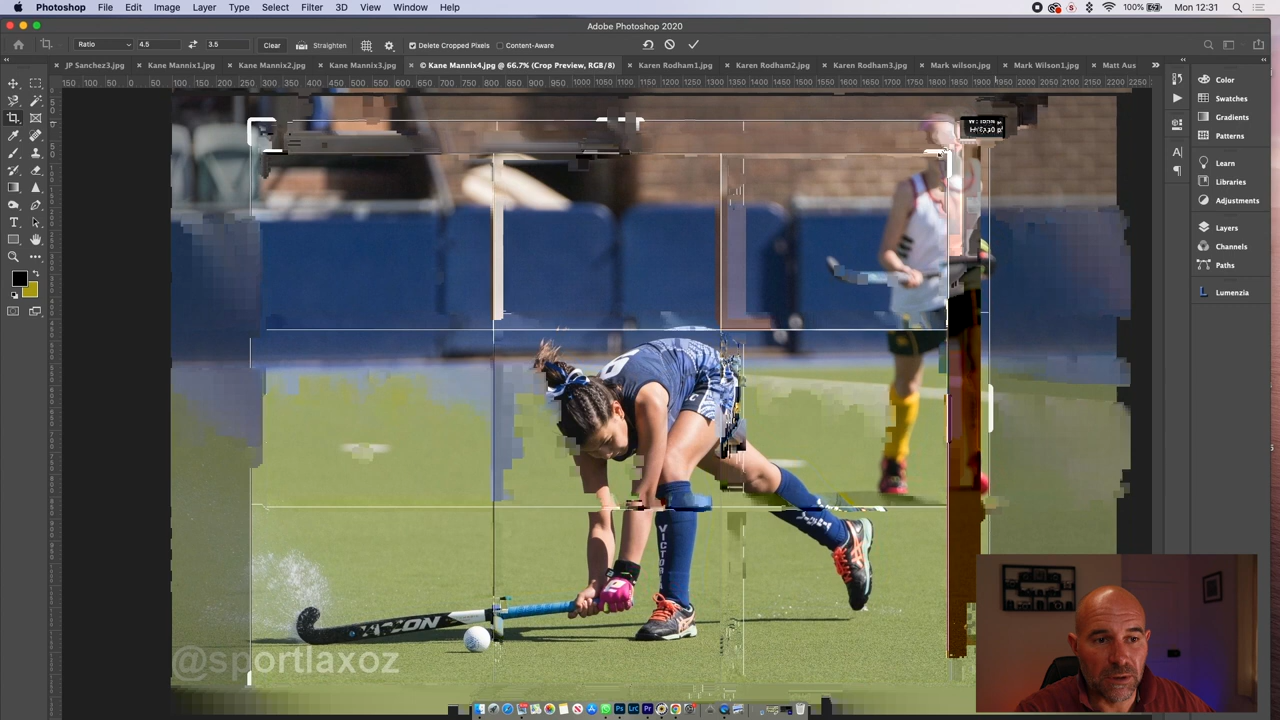 Photoshop File Edit Image Layer Type Select Filter 3D View Window Help 100% Mon 12:31
Adobe Photoshop 2020
Ratio 4.5 3.5 Clear Straighten Delete Cropped Pixels Content-Aware
JP Sanchez3.jpg Kane Mannix1.jpg Kane Mannix2.jpg Kane Mannix3.jpg © Kane Mannix4.jpg @ 66.7% (Crop Preview, RGB/8) Karen Rodham1.jpg Karen Rodham2.jpg Karen Rodham3.jpg Mark wilson.jpg Mark Wilson1.jpg Matt Aus
Color
Swatches
Gradients
Patterns
Learn
Libraries
Adjustments
Layers
Channels
Paths
Lumenzia
@sportlaxoz